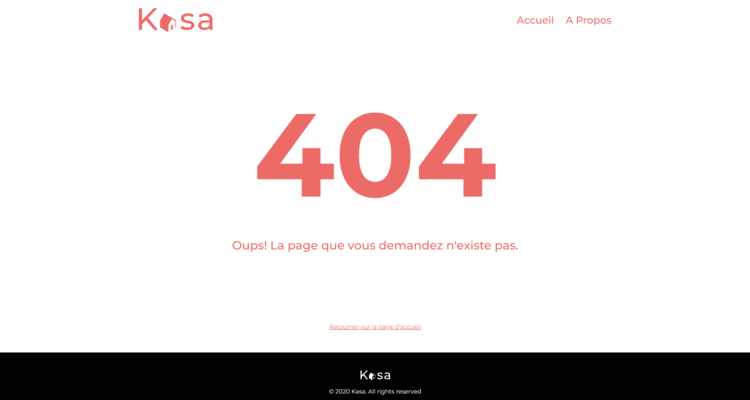 Kasa
Accueil A Propos
404
Oups! La page que vous demandez n'existe pas.
Retourner sur la page d'accueil
Kasa
© 2020 Kasa. All rights reserved